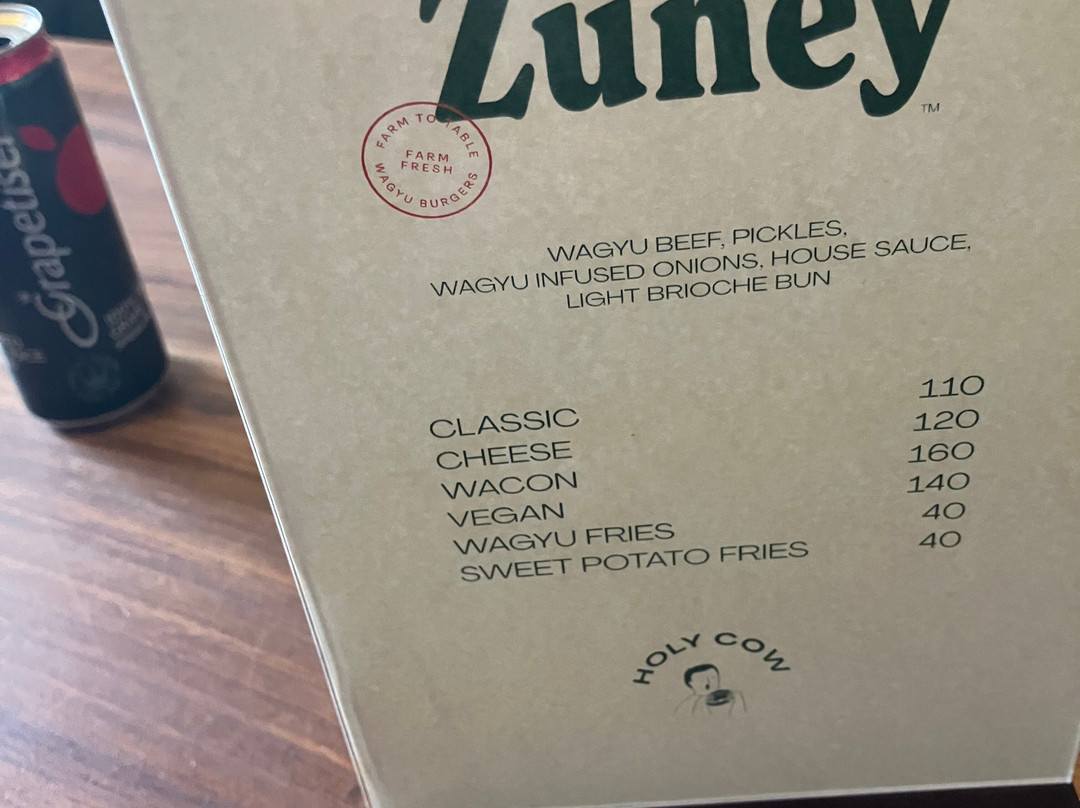 Zuney
TM
FARM TO TABLE
FARM
FRESH
WAGYU BURGERS
WAGYU BEEF, PICKLES,
WAGYU INFUSED ONIONS, HOUSE SAUCE,
LIGHT BRIOCHE BUN
CLASSIC 110
CHEESE 120
WACON 160
VEGAN 140
WAGYU FRIES 40
SWEET POTATO FRIES 40
HOLY COW
Grapetiser